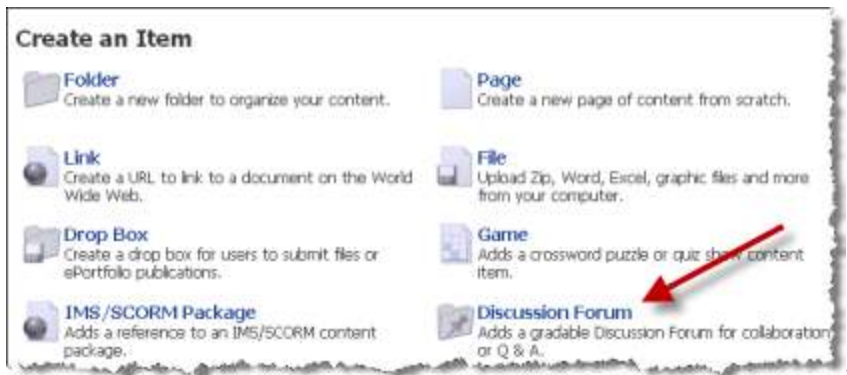 Create an Item
Folder
Create a new folder to organize your content.
Page
Create a new page of content from scratch.
Link
Create a URL to link to a document on the World
Wide Web.
File
Upload Zip, Word, Excel, graphic files and more
from your computer.
Drop Box
Create a drop box for users to submit files or
ePortfolio publications.
Game
Adds a crossword puzzle or quiz show content
item.
IMS/SCORM Package
Adds a reference to an IMS/SCORM content
package.
Discussion Forum
Adds a gradable Discussion Forum for collaboration
or Q & A.